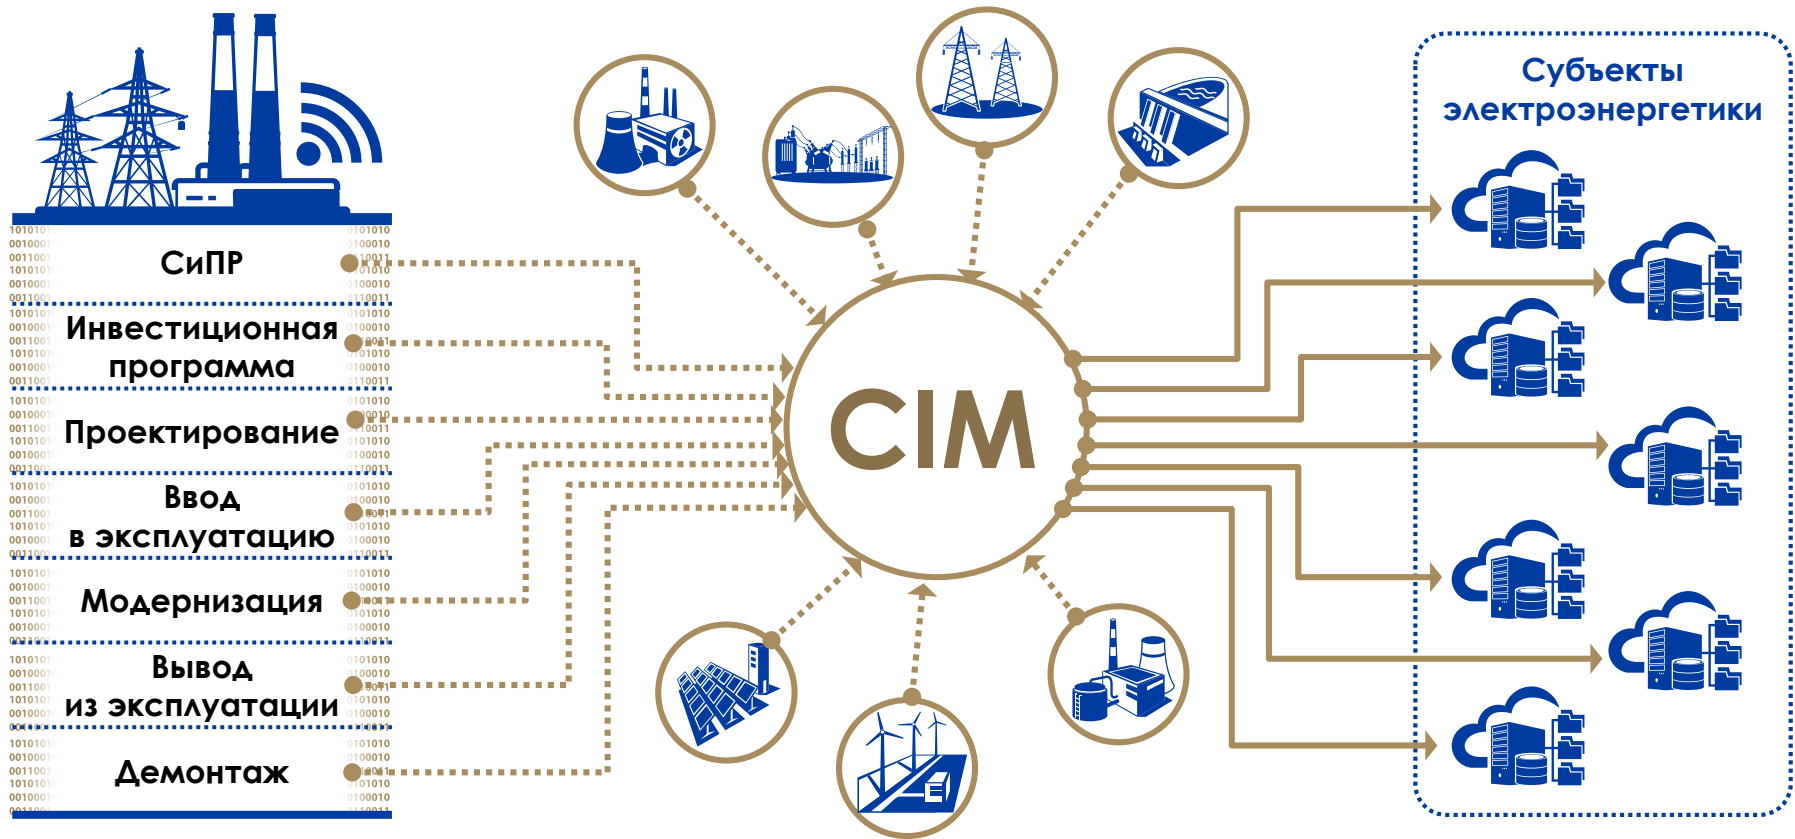 СиПР
Инвестиционная
программа
Проектирование
Ввод
в эксплуатацию
Модернизация
Вывод
из эксплуатации
Демонтаж
CIM
Субъекты
электроэнергетики